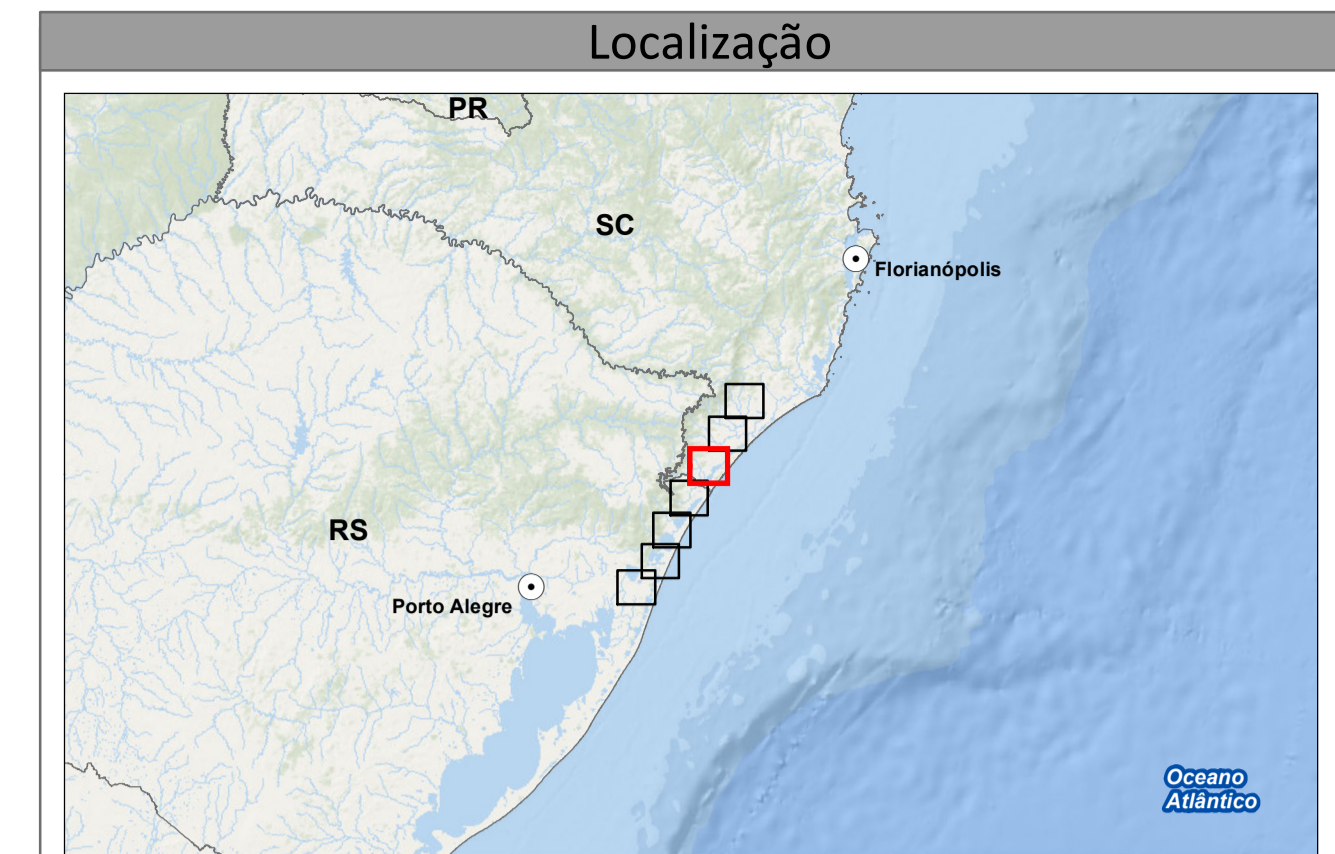 Localização
PR
SC
Florianópolis
RS
Porto Alegre
Oceano
Atlântico